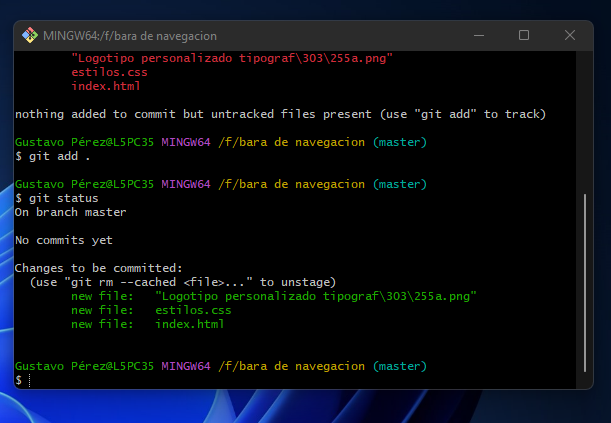 MINGW64:/f/bara de navegacion
"Logotipo personalizado tipograf\303\255a.png"
estilos.css
index.html
nothing added to commit but untracked files present (use "git add" to track)
Gustavo Pérez@L5PC35 MINGW64 /f/bara de navegacion (master)
$ git add .
Gustavo Pérez@L5PC35 MINGW64 /f/bara de navegacion (master)
$ git status
On branch master
No commits yet
Changes to be committed:
(use "git rm --cached <file>..." to unstage)
new file:   "Logotipo personalizado tipograf\303\255a.png"
new file:   estilos.css
new file:   index.html
Gustavo Pérez@L5PC35 MINGW64 /f/bara de navegacion (master)
$